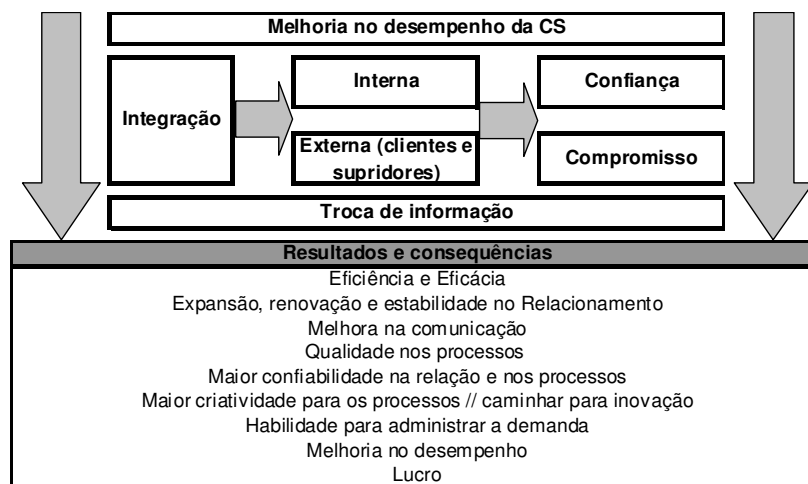 Melhoria no desempenho da CS
Integração
Interna
Externa (clientes e
supridores)
Confiança
Compromisso
Troca de informação
Resultados e consequências
Eficiência e Eficácia
Expansão, renovação e estabilidade no Relacionamento
Melhora na comunicação
Qualidade nos processos
Maior confiabilidade na relação e nos processos
Maior criatividade para os processos // caminhar para inovação
Habilidade para administrar a demanda
Melhoria no desempenho
Lucro